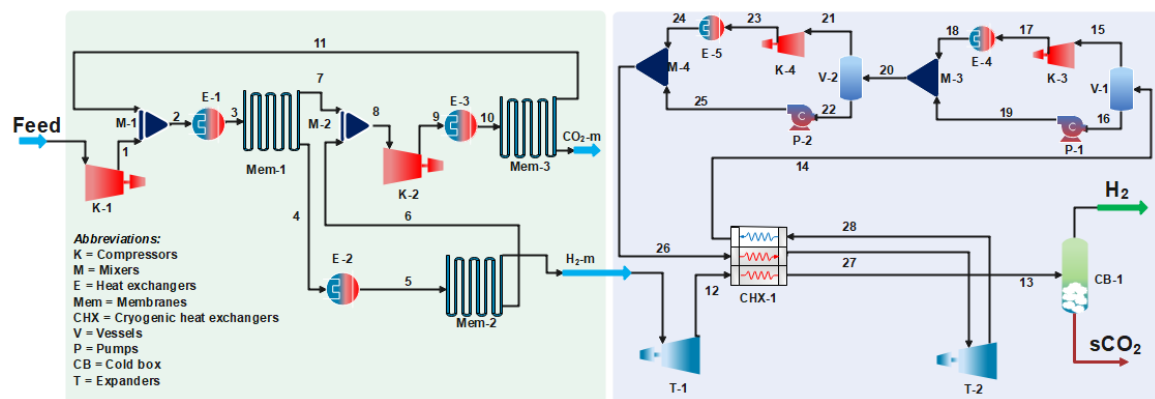 11
Feed
M-1
2
E-1
3
Mem-1
7
M-2
8
9
E-3
10
Mem-3
CO₂-m
1
K-1
K-2
4
6
E-2
5
Mem-2
H₂-m
Abbreviations:
K = Compressors
M = Mixers
E = Heat exchangers
Mem = Membranes
CHX = Cryogenic heat exchangers
V = Vessels
P = Pumps
CB = Cold box
T = Expanders
24
23
21
E-5
K-4
M-4
V-2
20
25
22
C
P-2
18
17
15
E-4
K-3
M-3
V-1
19
16
C
P-1
14
26
28
27
12
CHX-1
13
H₂
CB-1
sCO₂
T-1
T-2